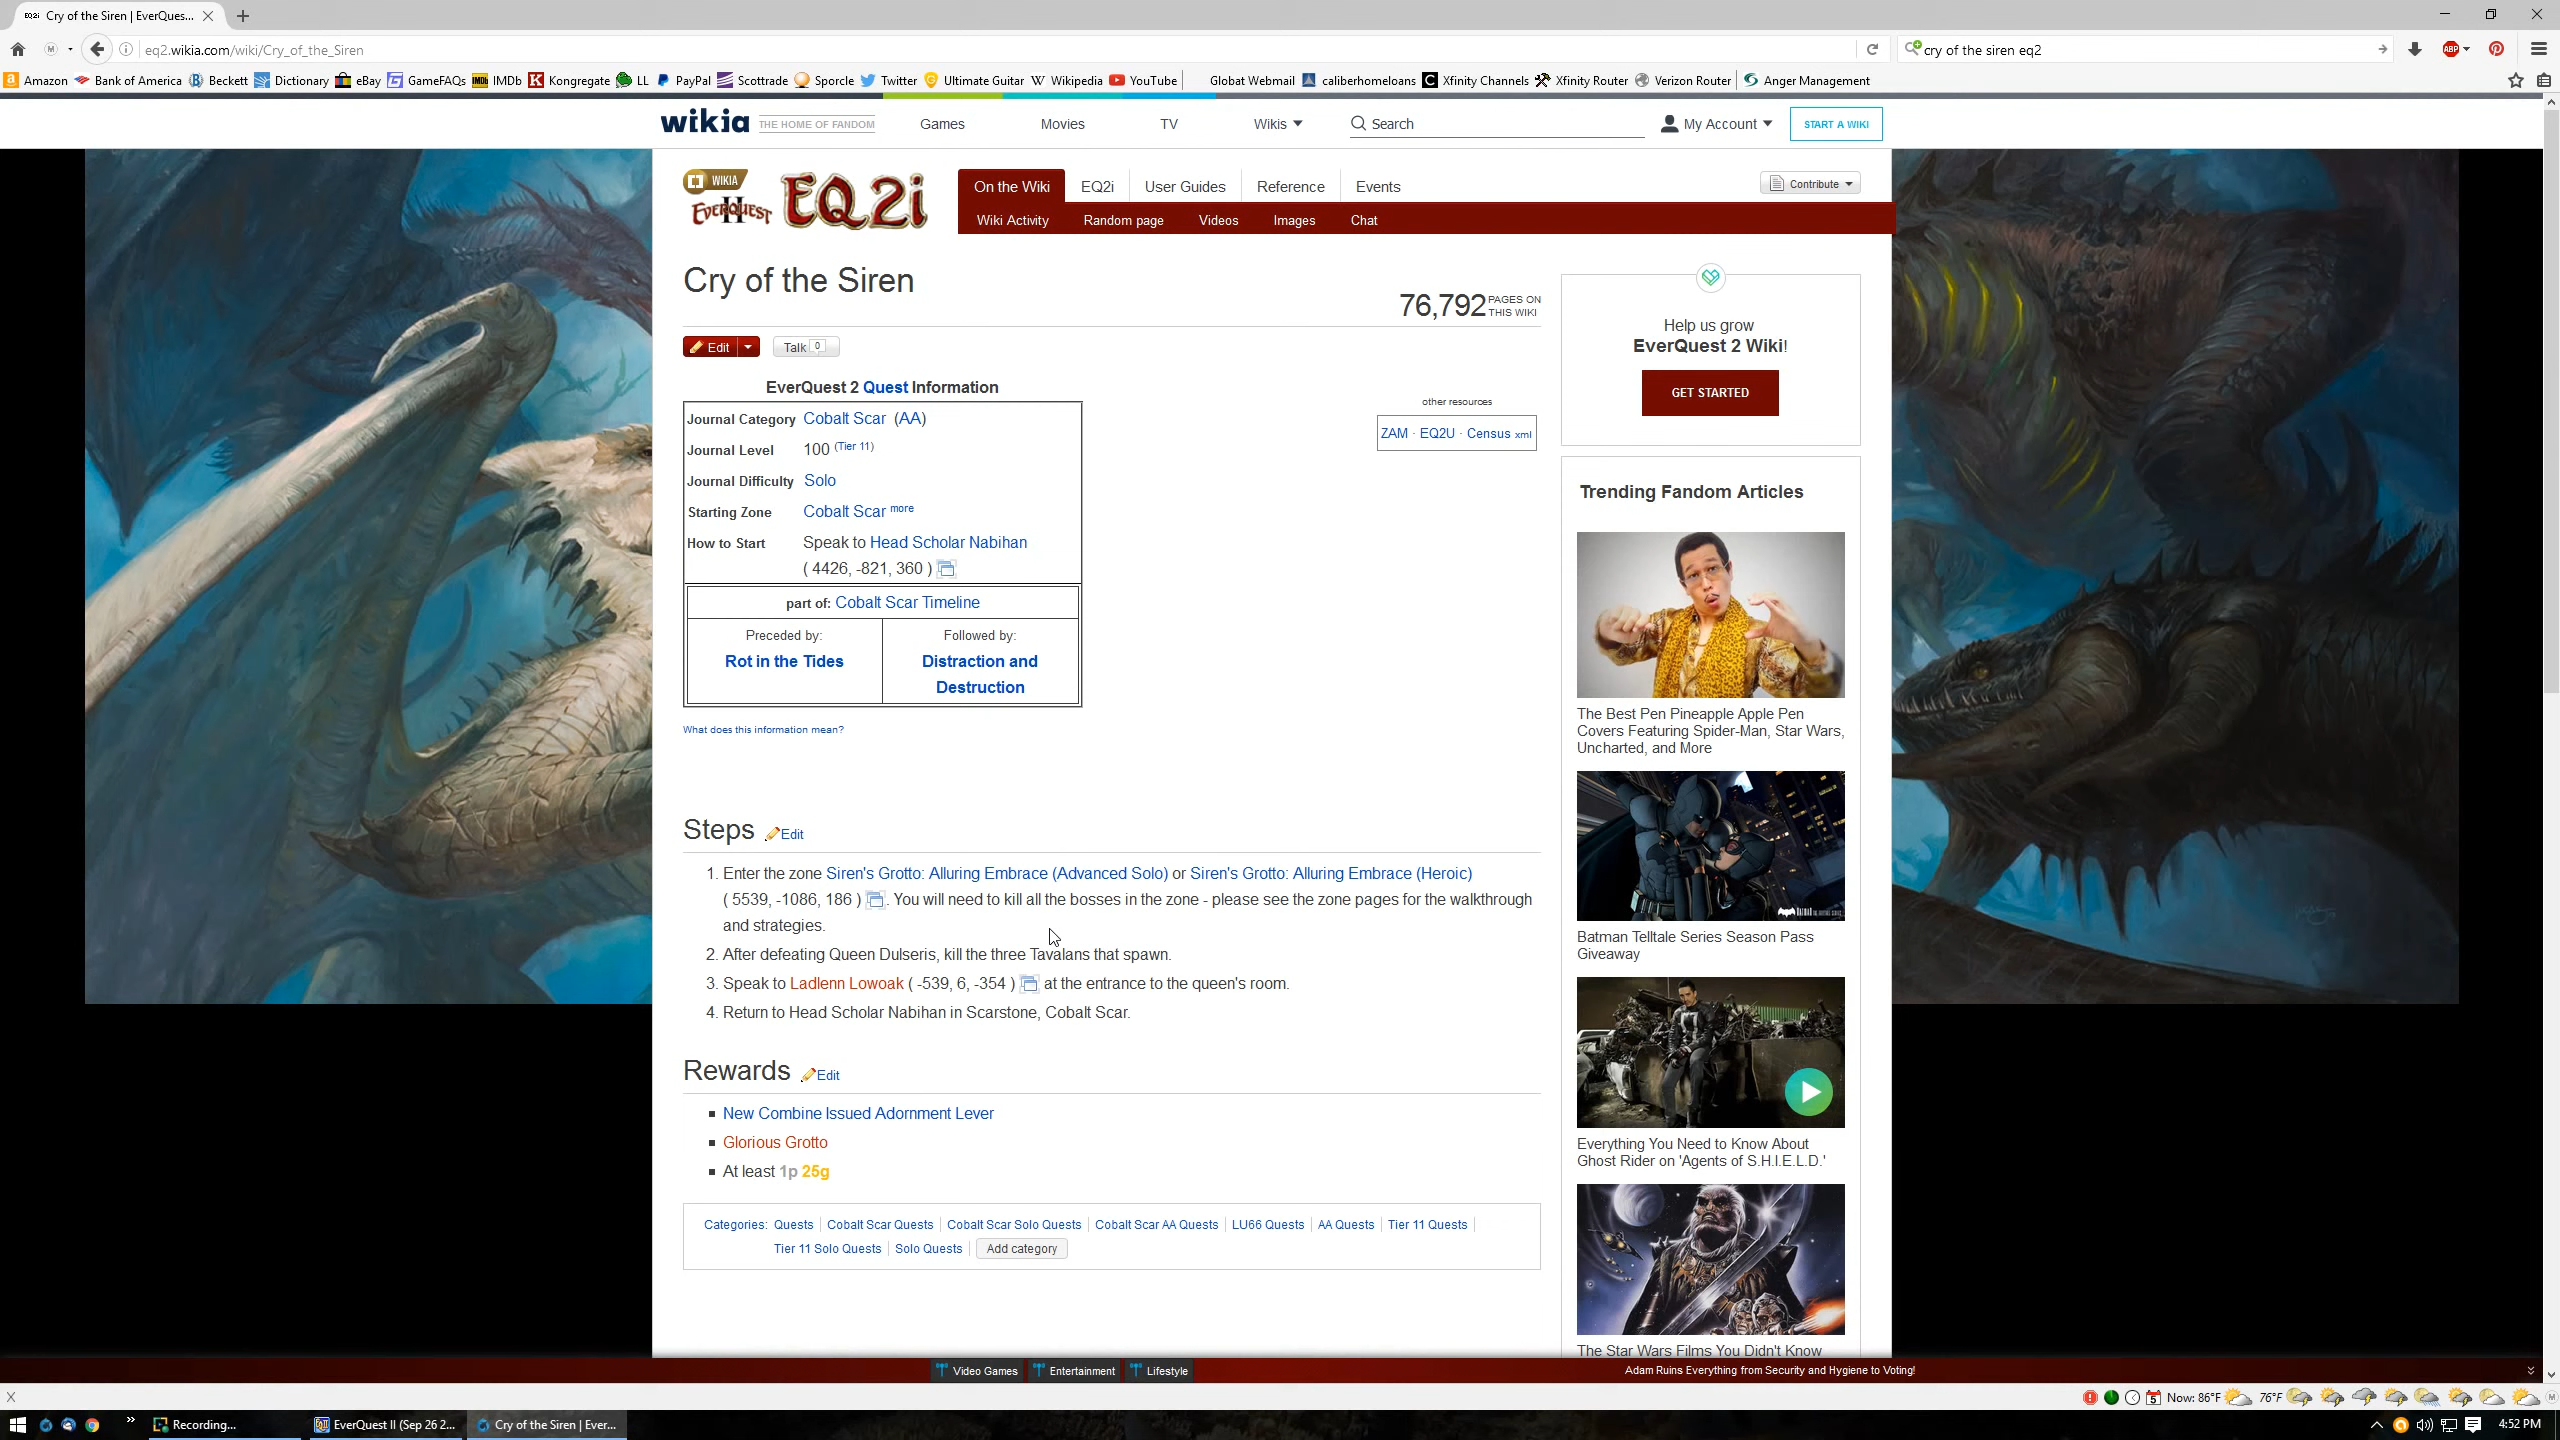 EQ2i Cry of the Siren | EverQues...
eq2.wikia.com/wiki/Cry_of_the_Siren
cry of the siren eq2
ABP
Amazon Bank of America Beckett Dictionary eBay GameFAQs IMDb Kongregate LL PayPal Scottrade Sporcle Twitter Ultimate Guitar Wikipedia YouTube Globat Webmail caliberhomeloans Xfinity Channels Xfinity Router Verizon Router Anger Management
wikia THE HOME OF FANDOM Games Movies TV Wikis Search My Account START A WIKI
WIKIA
EVERQUEST II
EQ2i
On the Wiki EQ2i User Guides Reference Events
Contribute
Wiki Activity Random page Videos Images Chat
Cry of the Siren
76,792 PAGES ON THIS WIKI
Edit Talk 0
EverQuest 2 Quest Information
Journal Category Cobalt Scar (AA)
Journal Level 100 (Tier 11)
Journal Difficulty Solo
Starting Zone Cobalt Scar more
How to Start Speak to Head Scholar Nabihan
( 4426, -821, 360 )
part of: Cobalt Scar Timeline
Preceded by:
Rot in the Tides
Followed by:
Distraction and
Destruction
What does this information mean?
other resources
ZAM · EQ2U · Census xml
Steps Edit
1. Enter the zone Siren's Grotto: Alluring Embrace (Advanced Solo) or Siren's Grotto: Alluring Embrace (Heroic)
( 5539, -1086, 186 ) . You will need to kill all the bosses in the zone - please see the zone pages for the walkthrough
and strategies.
2. After defeating Queen Dulseris, kill the three Tavalans that spawn.
3. Speak to Ladlenn Lowoak ( -539, 6, -354 ) at the entrance to the queen's room.
4. Return to Head Scholar Nabihan in Scarstone, Cobalt Scar.
Rewards Edit
New Combine Issued Adornment Lever
Glorious Grotto
At least 1p 25g
Categories: Quests Cobalt Scar Quests Cobalt Scar Solo Quests Cobalt Scar AA Quests LU66 Quests AA Quests Tier 11 Quests
Tier 11 Solo Quests Solo Quests Add category
Help us grow
EverQuest 2 Wiki!
GET STARTED
Trending Fandom Articles
The Best Pen Pineapple Apple Pen
Covers Featuring Spider-Man, Star Wars,
Uncharted, and More
Batman Telltale Series Season Pass
Giveaway
Everything You Need to Know About
Ghost Rider on 'Agents of S.H.I.E.L.D.'
The Star Wars Films You Didn't Know
Video Games Entertainment Lifestyle
Adam Ruins Everything from Security and Hygiene to Voting!
X
5 Now: 86°F 76°F
Recording...
EverQuest II (Sep 26 2...
Cry of the Siren | Ever...
4:52 PM